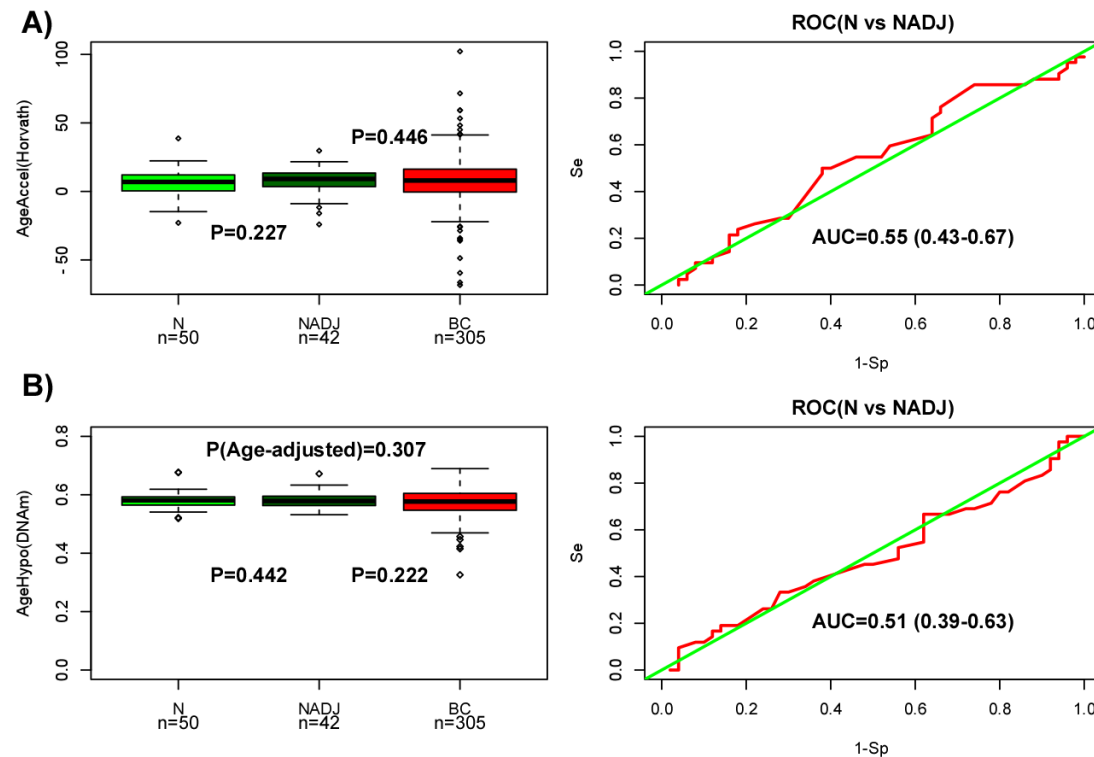 A)
AgeAccel(Horvath)
100
50
0
- 50
P=0.446
P=0.227
N
n=50
NADJ
n=42
BC
n=305
ROC(N vs NADJ)
Se
1.0
0.8
0.6
0.4
0.2
0.0
AUC=0.55 (0.43-0.67)
0.0 0.2 0.4 0.6 0.8 1.0
1-Sp
B)
AgeHypo(DNAm)
0.8
0.6
0.4
0.2
0.0
P(Age-adjusted)=0.307
P=0.442
P=0.222
N
n=50
NADJ
n=42
BC
n=305
ROC(N vs NADJ)
Se
1.0
0.8
0.6
0.4
0.2
0.0
AUC=0.51 (0.39-0.63)
0.0 0.2 0.4 0.6 0.8 1.0
1-Sp